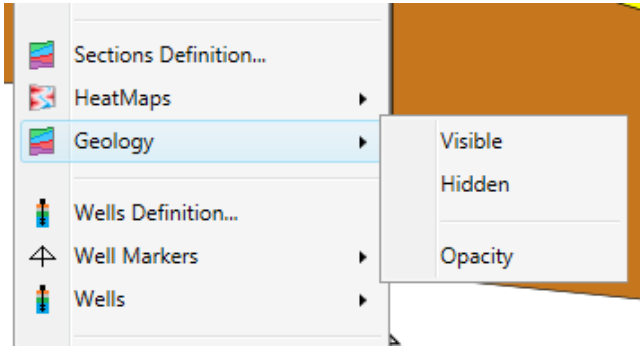 Sections Definition...
HeatMaps
Geology
Visible
Hidden
Opacity
Wells Definition...
Well Markers
Wells